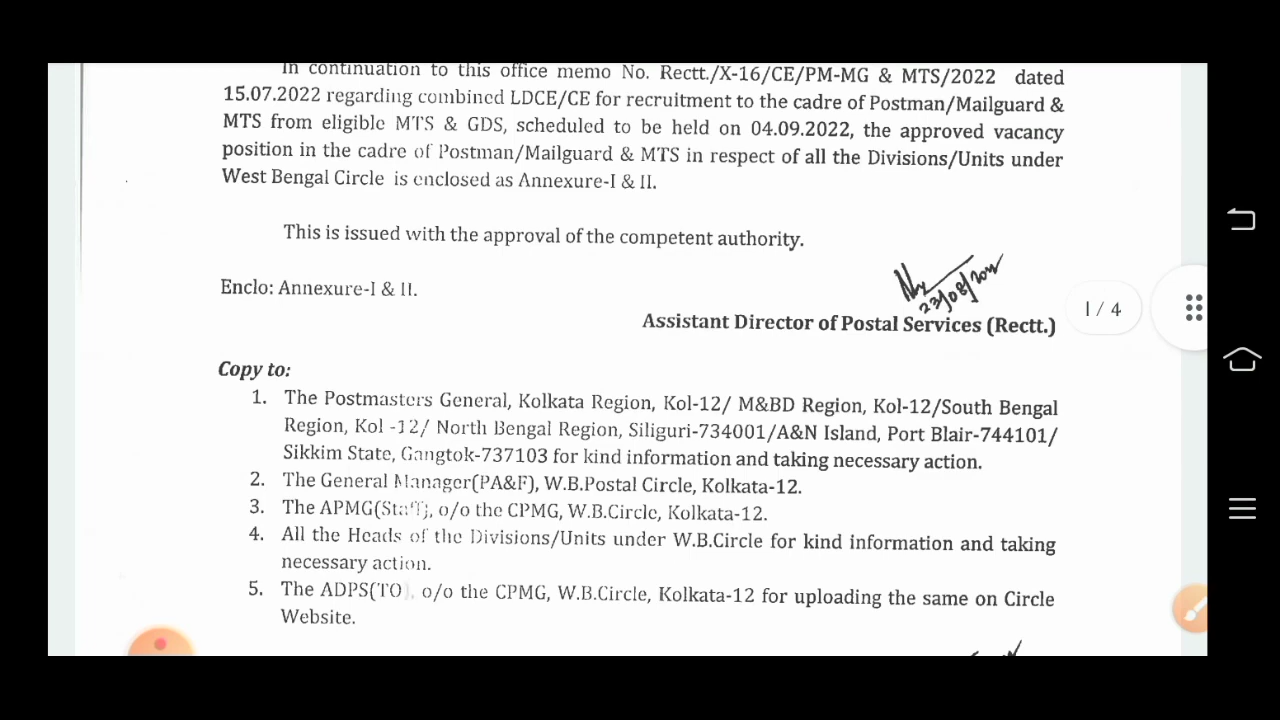 In continuation to this office memo No. Rectt./X-16/CE/PM-MG & MTS/2022 dated
15.07.2022 regarding combined LDCE/CE for recruitment to the cadre of Postman/Mailguard &
MTS from eligible MTS & GDS, scheduled to be held on 04.09.2022, the approved vacancy
position in the cadre of Postman/Mailguard & MTS in respect of all the Divisions/Units under
West Bengal Circle is enclosed as Annexure-I & II.
This is issued with the approval of the competent authority.
Enclo: Annexure-I & II.
23/08/2022
Assistant Director of Postal Services (Rectt.)
1 / 4
Copy to:
1. The Postmasters General, Kolkata Region, Kol-12/ M&BD Region, Kol-12/South Bengal
Region, Kol -12/ North Bengal Region, Siliguri-734001/A&N Island, Port Blair-744101/
Sikkim State, Gangtok-737103 for kind information and taking necessary action.
2. The General Manager(PA&F), W.B.Postal Circle, Kolkata-12.
3. The APMG(Staff), o/o the CPMG, W.B.Circle, Kolkata-12.
4. All the Heads of the Divisions/Units under W.B.Circle for kind information and taking
necessary action.
5. The ADPS(TO), o/o the CPMG, W.B.Circle, Kolkata-12 for uploading the same on Circle
Website.